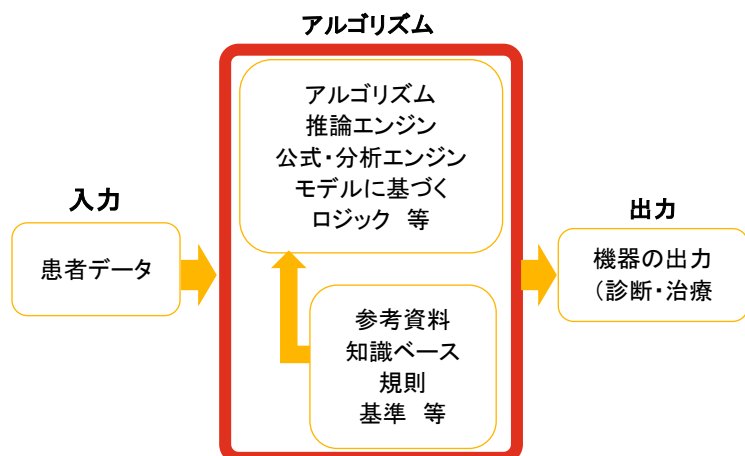 アルゴリズム
アルゴリズム
推論エンジン
公式・分析エンジン
モデルに基づく
ロジック　等
入力
患者データ
参考資料
知識ベース
規則
基準　等
出力
機器の出力
（診断・治療